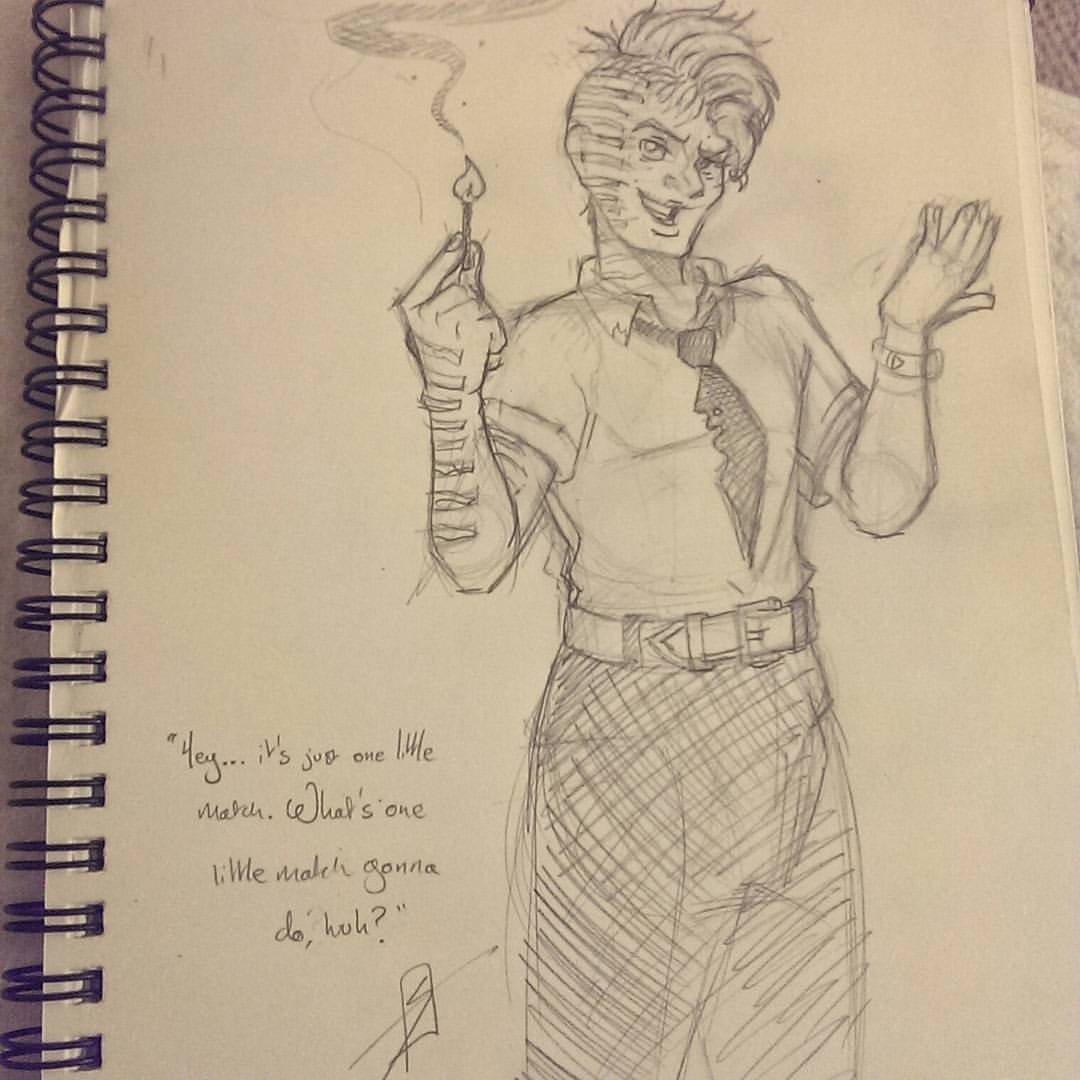 "Hey... it's just one little
match. What's one
little match gonna
do, huh?"